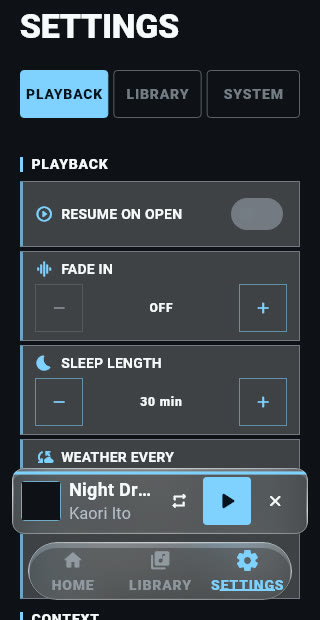 SETTINGS
PLAYBACK LIBRARY SYSTEM
PLAYBACK
RESUME ON OPEN
FADE IN
− OFF +
SLEEP LENGTH
− 30 min +
WEATHER EVERY
Night Dr...
Kaori Ito
HOME LIBRARY SETTINGS
CONTEXT